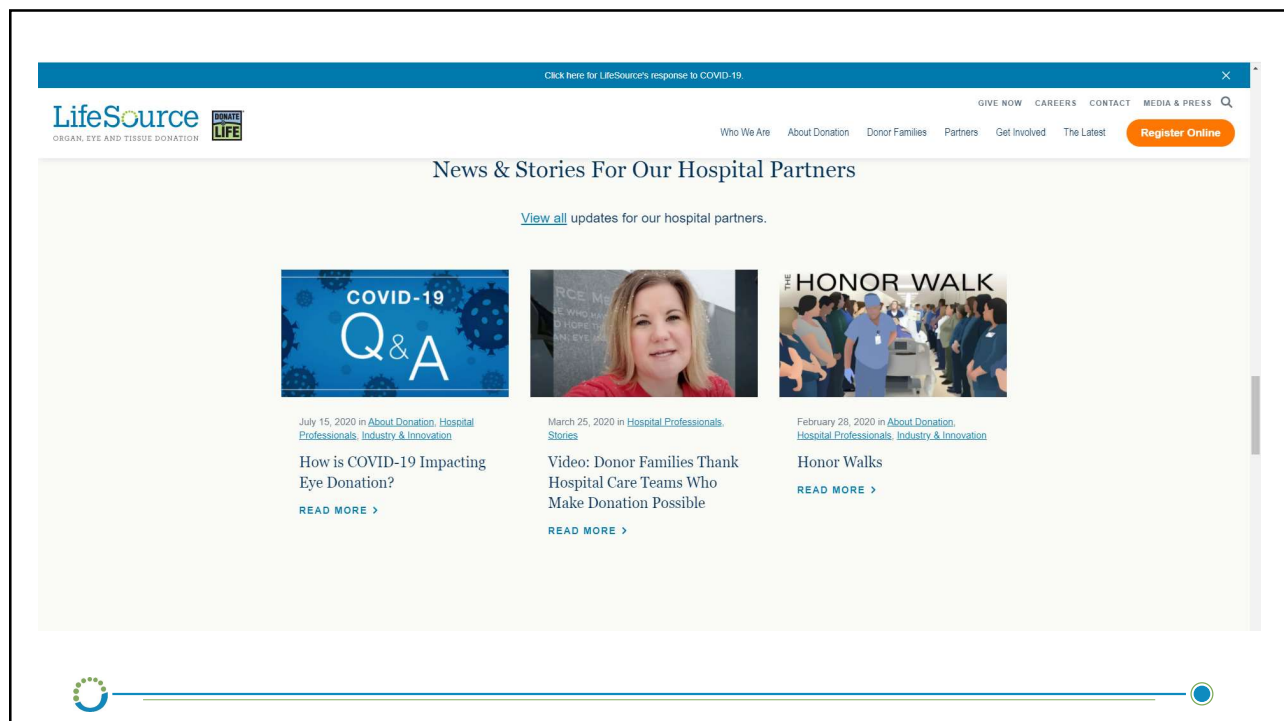 Click here for LifeSource's response to COVID-19.
GIVE NOW CAREERS CONTACT MEDIA & PRESS
LifeSource
ORGAN, EYE AND TISSUE DONATION
DONATE
LIFE
Who We Are About Donation Donor Families Partners Get Involved The Latest Register Online
News & Stories For Our Hospital Partners
View all updates for our hospital partners.
COVID-19
Q&A
THE HONOR WALK
July 15, 2020 in About Donation, Hospital
Professionals, Industry & Innovation
How is COVID-19 Impacting
Eye Donation?
READ MORE >
March 25, 2020 in Hospital Professionals,
Stories
Video: Donor Families Thank
Hospital Care Teams Who
Make Donation Possible
READ MORE >
February 28, 2020 in About Donation,
Hospital Professionals, Industry & Innovation
Honor Walks
READ MORE >